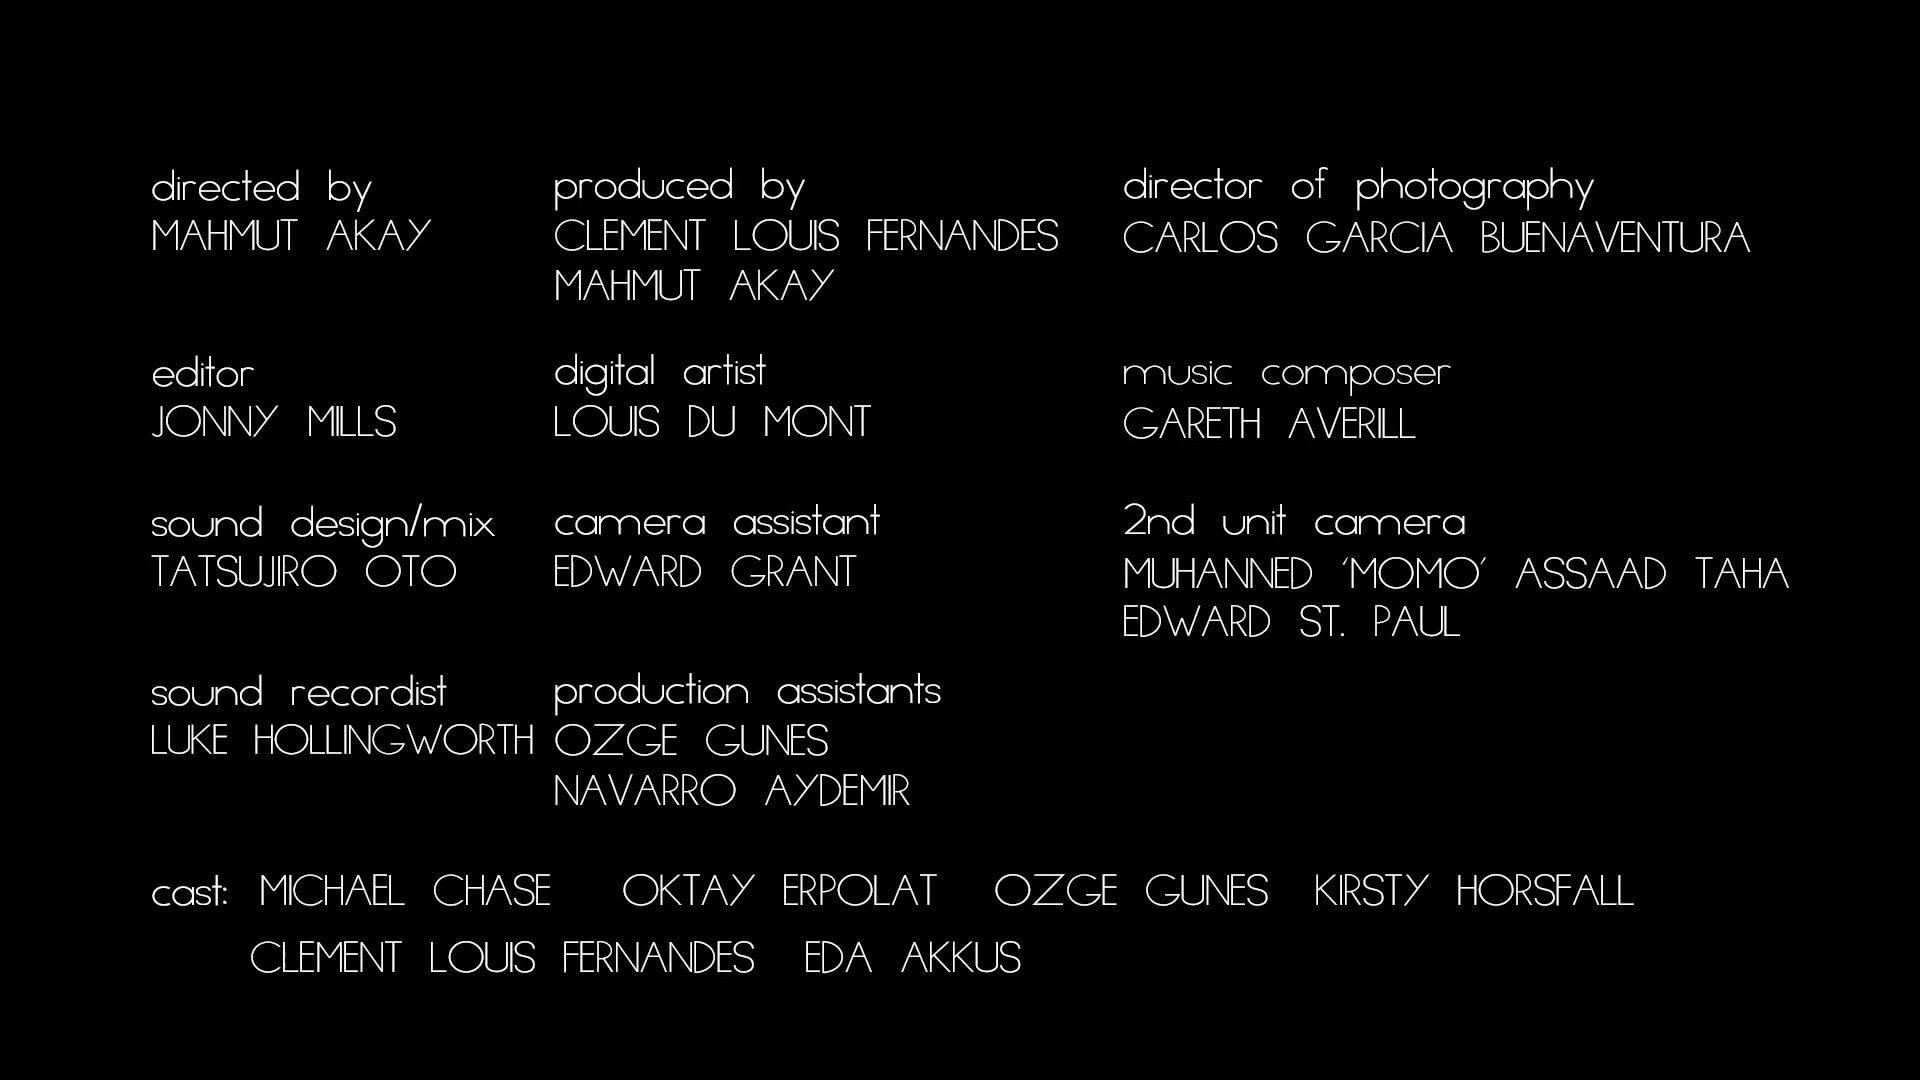 directed by
MAHMUT AKAY
produced by
CLEMENT LOUIS FERNANDES
MAHMUT AKAY
director of photography
CARLOS GARCIA BUENAVENTURA
editor
JONNY MILLS
digital artist
LOUIS DU MONT
music composer
GARETH AVERILL
sound design/mix
TATSUJIRO OTO
camera assistant
EDWARD GRANT
2nd unit camera
MUHANNED ‘MOMO’ ASSAAD TAHA
EDWARD ST. PAUL
sound recordist
LUKE HOLLINGWORTH
production assistants
OZGE GUNES
NAVARRO AYDEMIR
cast: MICHAEL CHASE OKTAY ERPOLAT OZGE GUNES KIRSTY HORSFALL
CLEMENT LOUIS FERNANDES EDA AKKUS